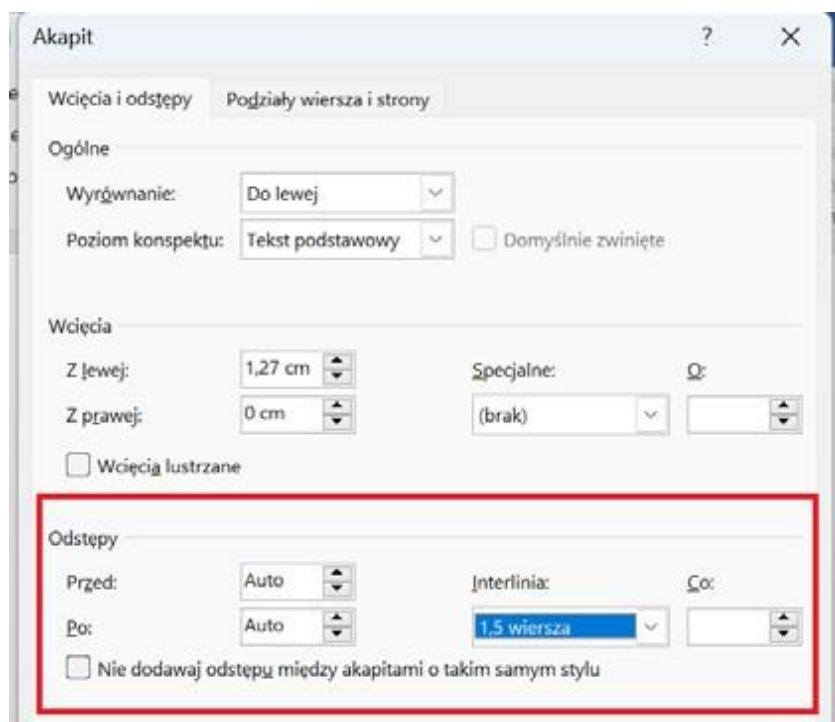 Akapit ?
Wcięcia i odstępy Podziały wiersza i strony
Ogólne
Wyrównanie: Do lewej
Poziom konspektu: Tekst podstawowy Domyślnie zwinięte
Wcięcia
Z lewej: 1,27 cm Specjalne: O:
Z prawej: 0 cm (brak)
Wcięcia lustrzane
Odstępy
Przed: Auto Interlinia: Co:
Po: Auto 1,5 wiersza
Nie dodawaj odstępu między akapitami o takim samym stylu